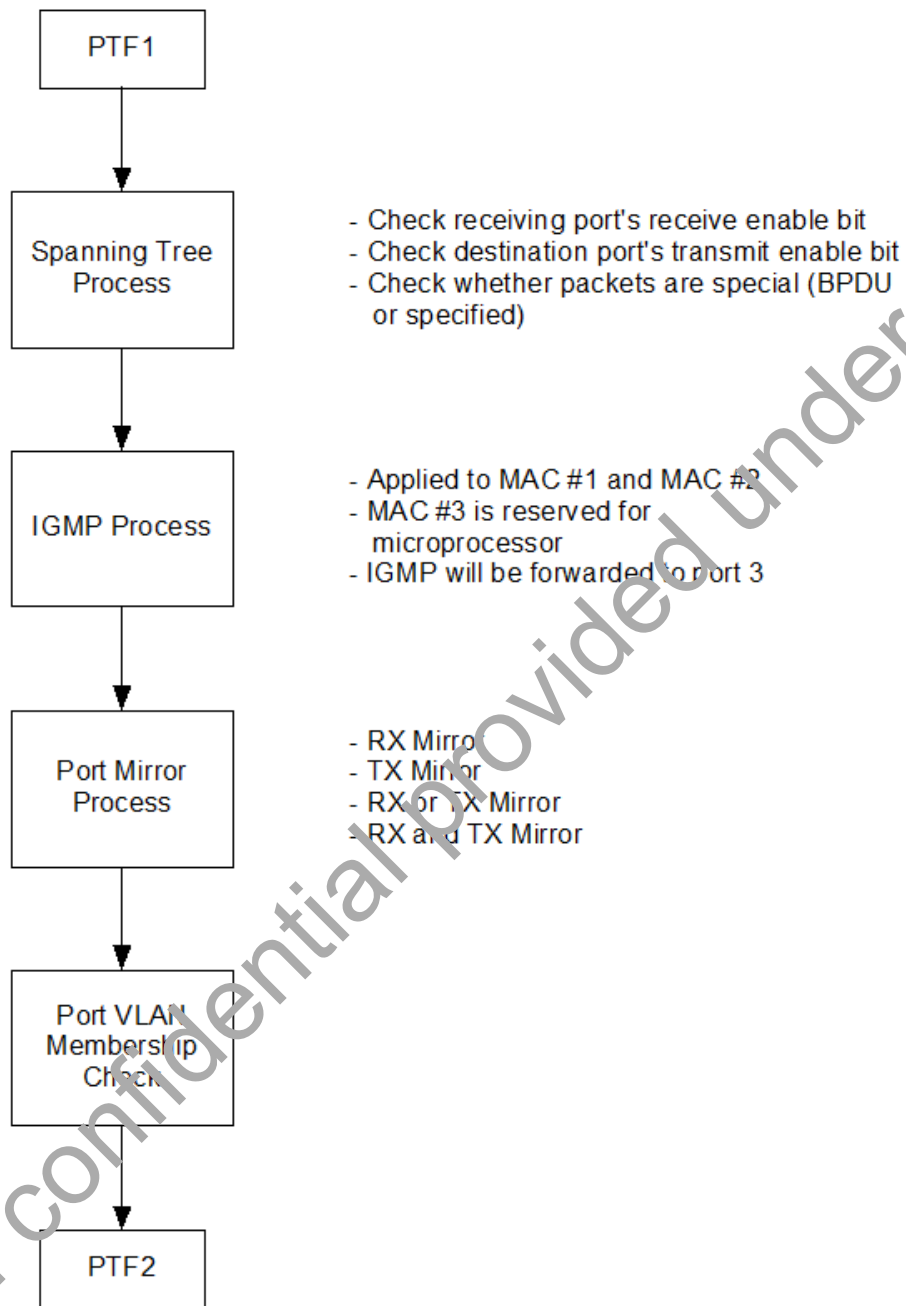 PTF1
Spanning Tree
Process
- Check receiving port's receive enable bit
- Check destination port's transmit enable bit
- Check whether packets are special (BPDU
or specified)
IGMP Process
- Applied to MAC #1 and MAC #2
- MAC #3 is reserved for
microprocessor
- IGMP will be forwarded to port 3
Port Mirror
Process
- RX Mirror
- TX Mirror
- RX or TX Mirror
- RX and TX Mirror
Port VLAN
Membership
Check
PTF2
confidential provided under